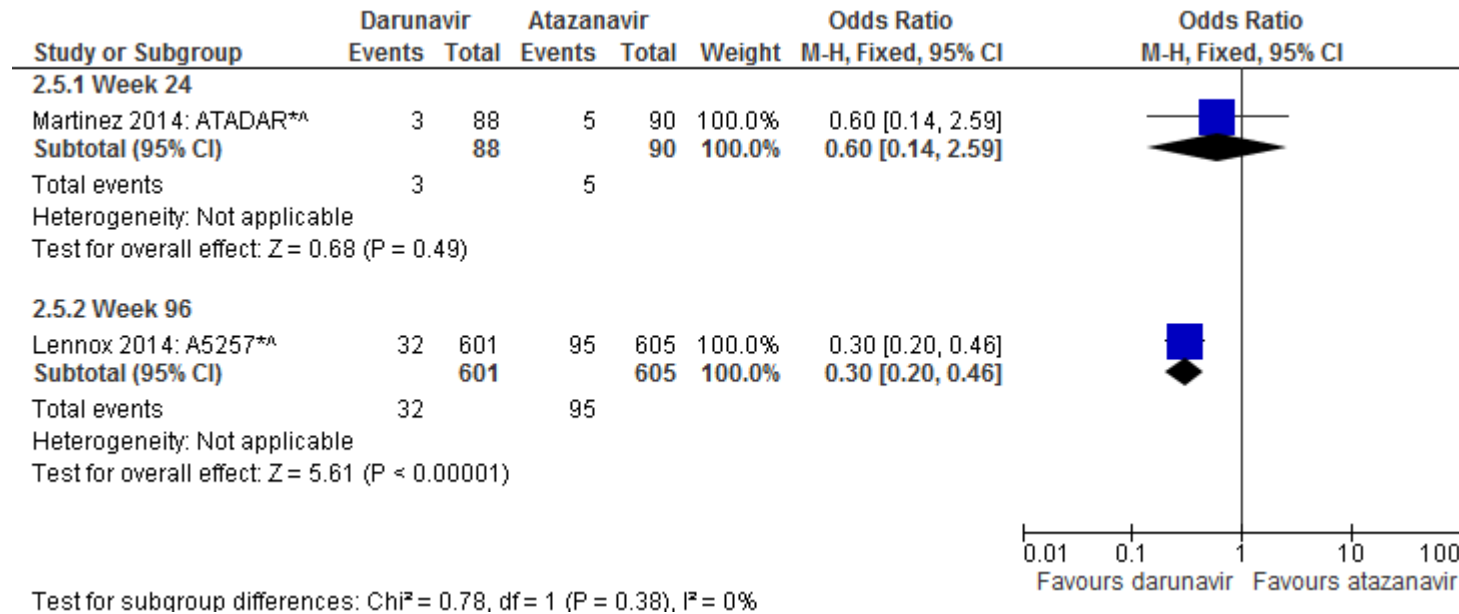 Darunavir Atazanavir Odds Ratio Odds Ratio
Study or Subgroup Events Total Events Total Weight M-H, Fixed, 95% CI M-H, Fixed, 95% CI
2.5.1 Week 24
Martinez 2014: ATADAR*^ 3 88 5 90 100.0% 0.60 [0.14, 2.59]
Subtotal (95% CI) 88 90 100.0% 0.60 [0.14, 2.59]
Total events 3 5
Heterogeneity: Not applicable
Test for overall effect: Z = 0.68 (P = 0.49)
2.5.2 Week 96
Lennox 2014: A5257*^ 32 601 95 605 100.0% 0.30 [0.20, 0.46]
Subtotal (95% CI) 601 605 100.0% 0.30 [0.20, 0.46]
Total events 32 95
Heterogeneity: Not applicable
Test for overall effect: Z = 5.61 (P < 0.00001)
0.01 0.1 1 10 100
Favours darunavir Favours atazanavir
Test for subgroup differences: Chi² = 0.78, df = 1 (P = 0.38), I² = 0%